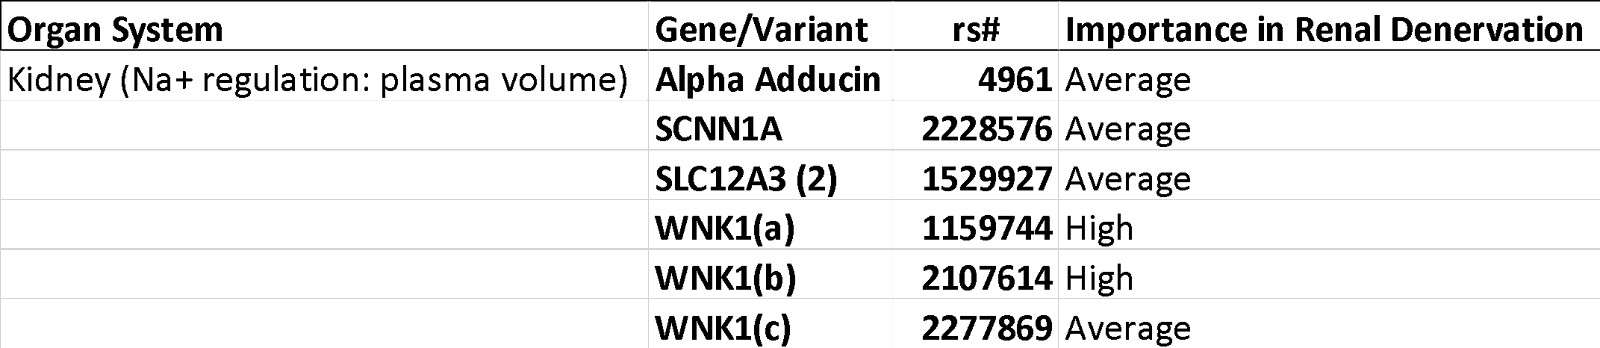 Organ System Gene/Variant rs# Importance in Renal Denervation
Kidney (Na+ regulation: plasma volume) Alpha Adducin 4961 Average
SCNN1A 2228576 Average
SLC12A3 (2) 1529927 Average
WNK1(a) 1159744 High
WNK1(b) 2107614 High
WNK1(c) 2277869 Average